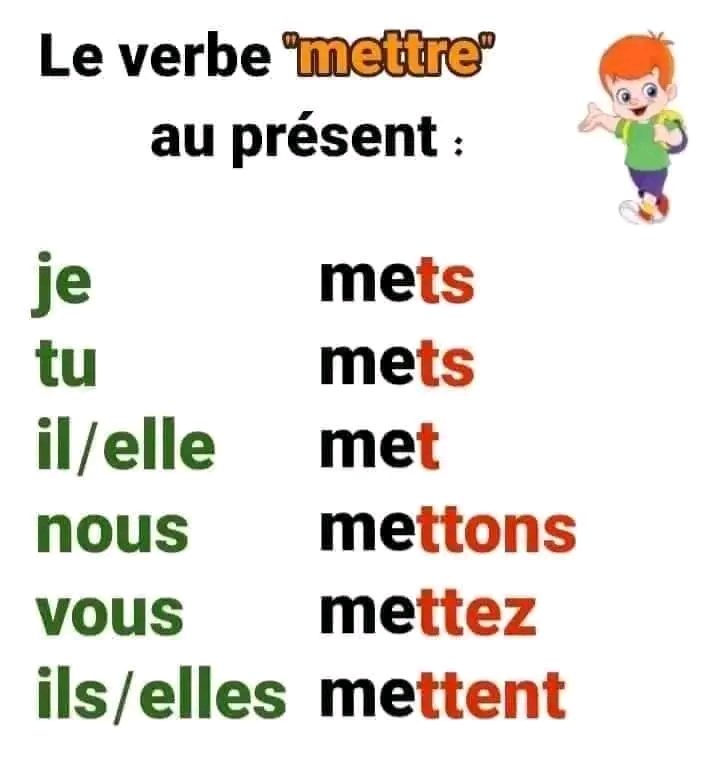 Le verbe "mettre"
au présent :
je mets
tu mets
il/elle met
nous mettons
vous mettez
ils/elles mettent